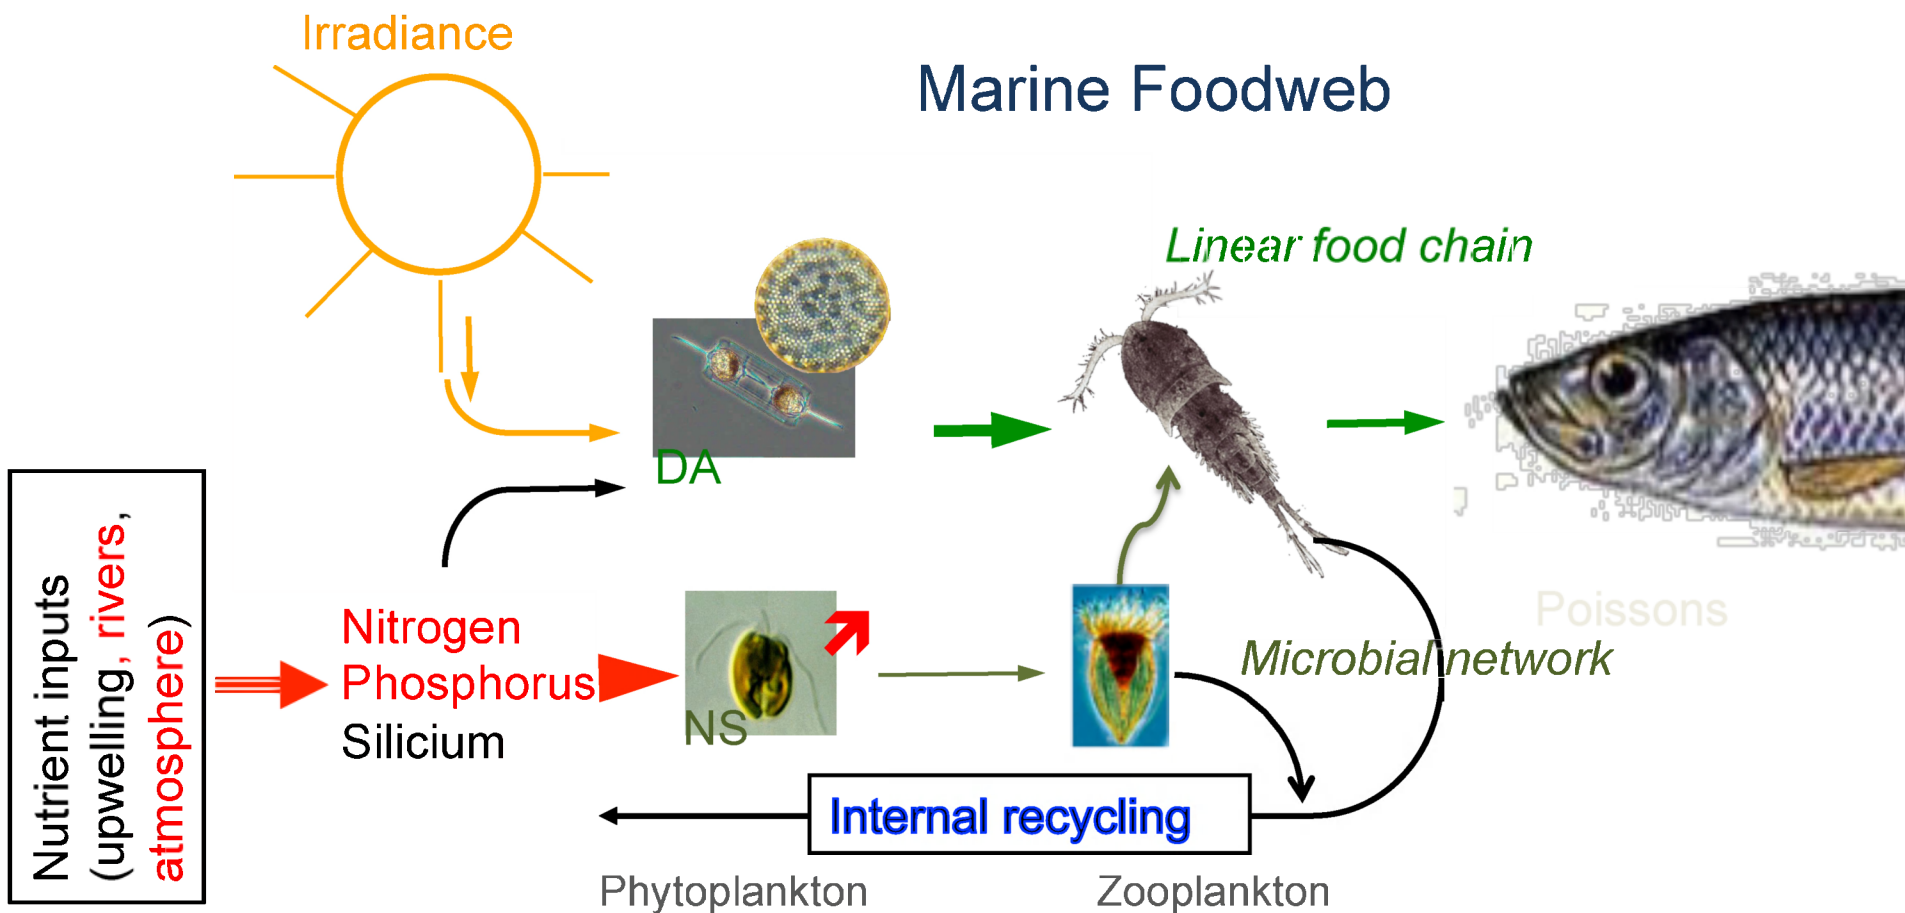 Irradiance
Marine Foodweb
Linear food chain
DA
Nutrient inputs
(upwelling, rivers,
atmosphere)
Nitrogen
Phosphorus
Silicium
NS
Poissons
Microbial network
Internal recycling
Phytoplankton
Zooplankton